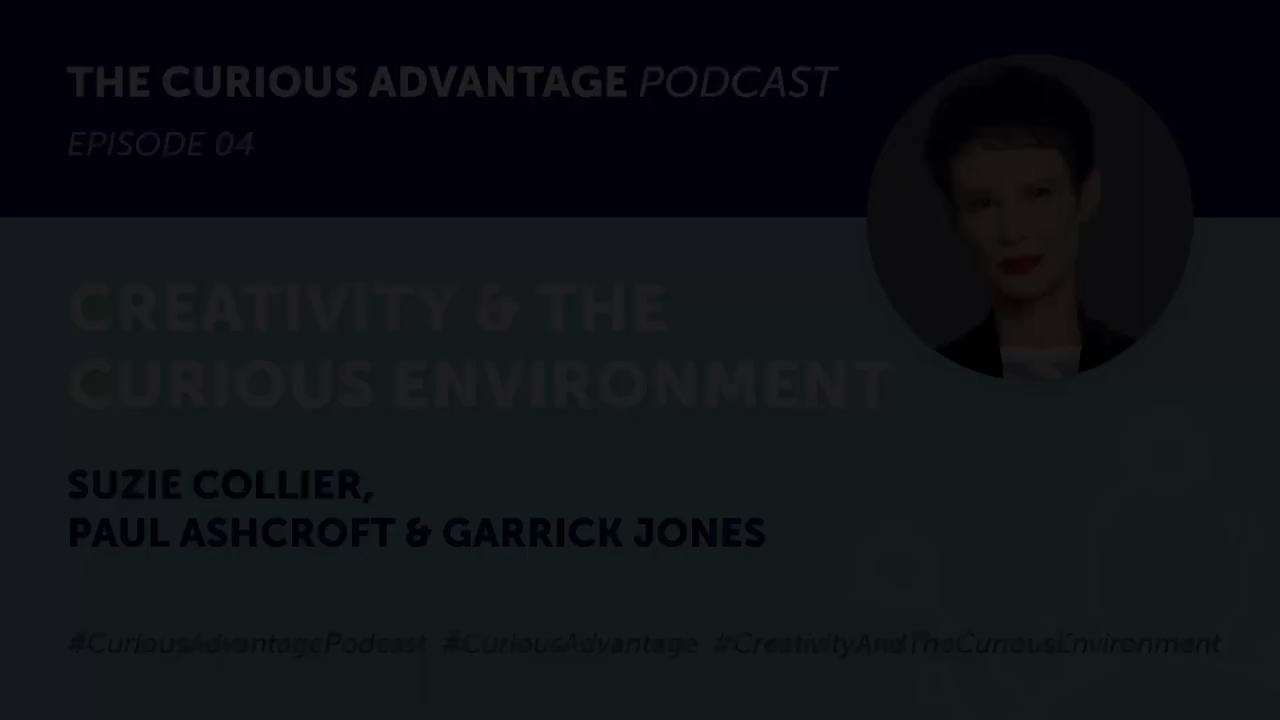 THE CURIOUS ADVANTAGE PODCAST
EPISODE 04
CREATIVITY & THE
CURIOUS ENVIRONMENT
SUZIE COLLIER,
PAUL ASHCROFT & GARRICK JONES
#CuriousAdvantagePodcast #CuriousAdvantage #CreativityAndTheCuriousEnvironment